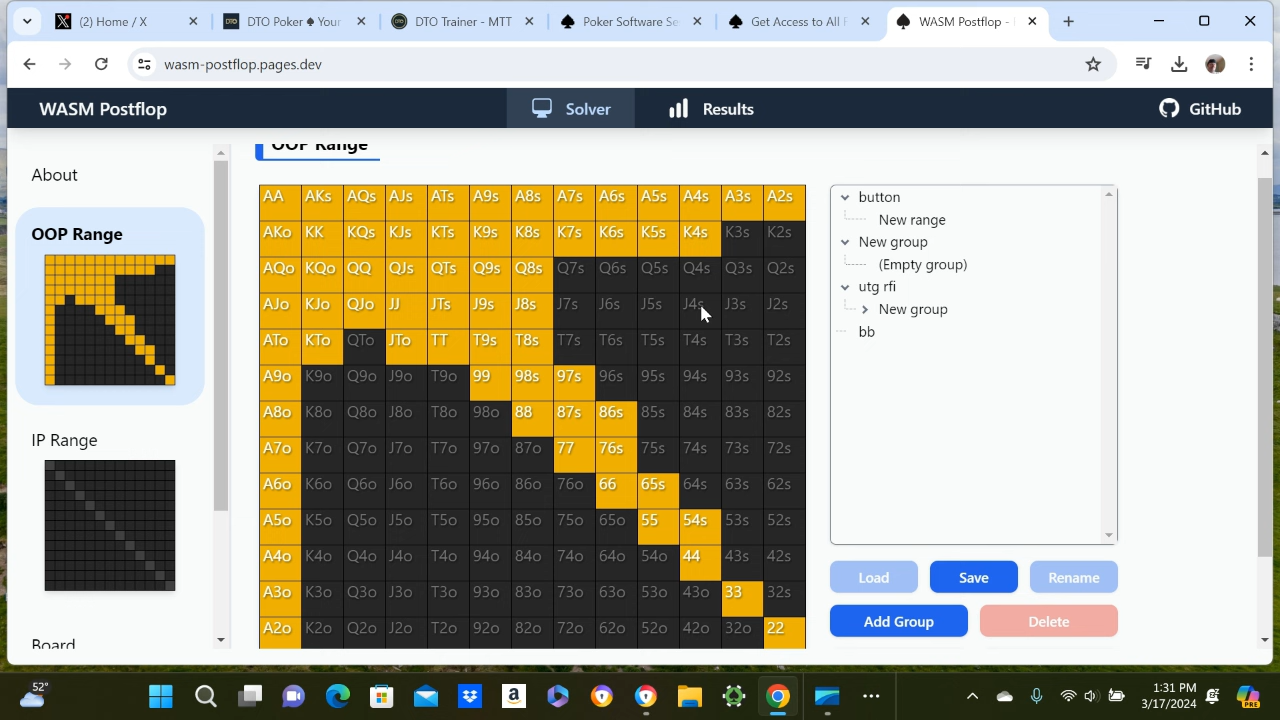 (2) Home / X
DTO Poker ♠ Your
DTO Trainer - MTT
Poker Software Se
Get Access to All F
WASM Postflop -
wasm-postflop.pages.dev
WASM Postflop
Solver
Results
GitHub
About
OOP Range
IP Range
Board
OOP Range
AA AKs AQs AJs ATs A9s A8s A7s A6s A5s A4s A3s A2s
AKo KK KQs KJs KTs K9s K8s K7s K6s K5s K4s K3s K2s
AQo KQo QQ QJs QTs Q9s Q8s Q7s Q6s Q5s Q4s Q3s Q2s
AJo KJo QJo JJ JTs J9s J8s J7s J6s J5s J4s J3s J2s
ATo KTo QTo JTo TT T9s T8s T7s T6s T5s T4s T3s T2s
A9o K9o Q9o J9o T9o 99 98s 97s 96s 95s 94s 93s 92s
A8o K8o Q8o J8o T8o 98o 88 87s 86s 85s 84s 83s 82s
A7o K7o Q7o J7o T7o 97o 87o 77 76s 75s 74s 73s 72s
A6o K6o Q6o J6o T6o 96o 86o 76o 66 65s 64s 63s 62s
A5o K5o Q5o J5o T5o 95o 85o 75o 65o 55 54s 53s 52s
A4o K4o Q4o J4o T4o 94o 84o 74o 64o 54o 44 43s 42s
A3o K3o Q3o J3o T3o 93o 83o 73o 63o 53o 43o 33 32s
A2o K2o Q2o J2o T2o 92o 82o 72o 62o 52o 42o 32o 22
button
New range
New group
(Empty group)
utg rfi
New group
bb
Load
Save
Rename
Add Group
Delete
52°
1:31 PM
3/17/2024
PRE